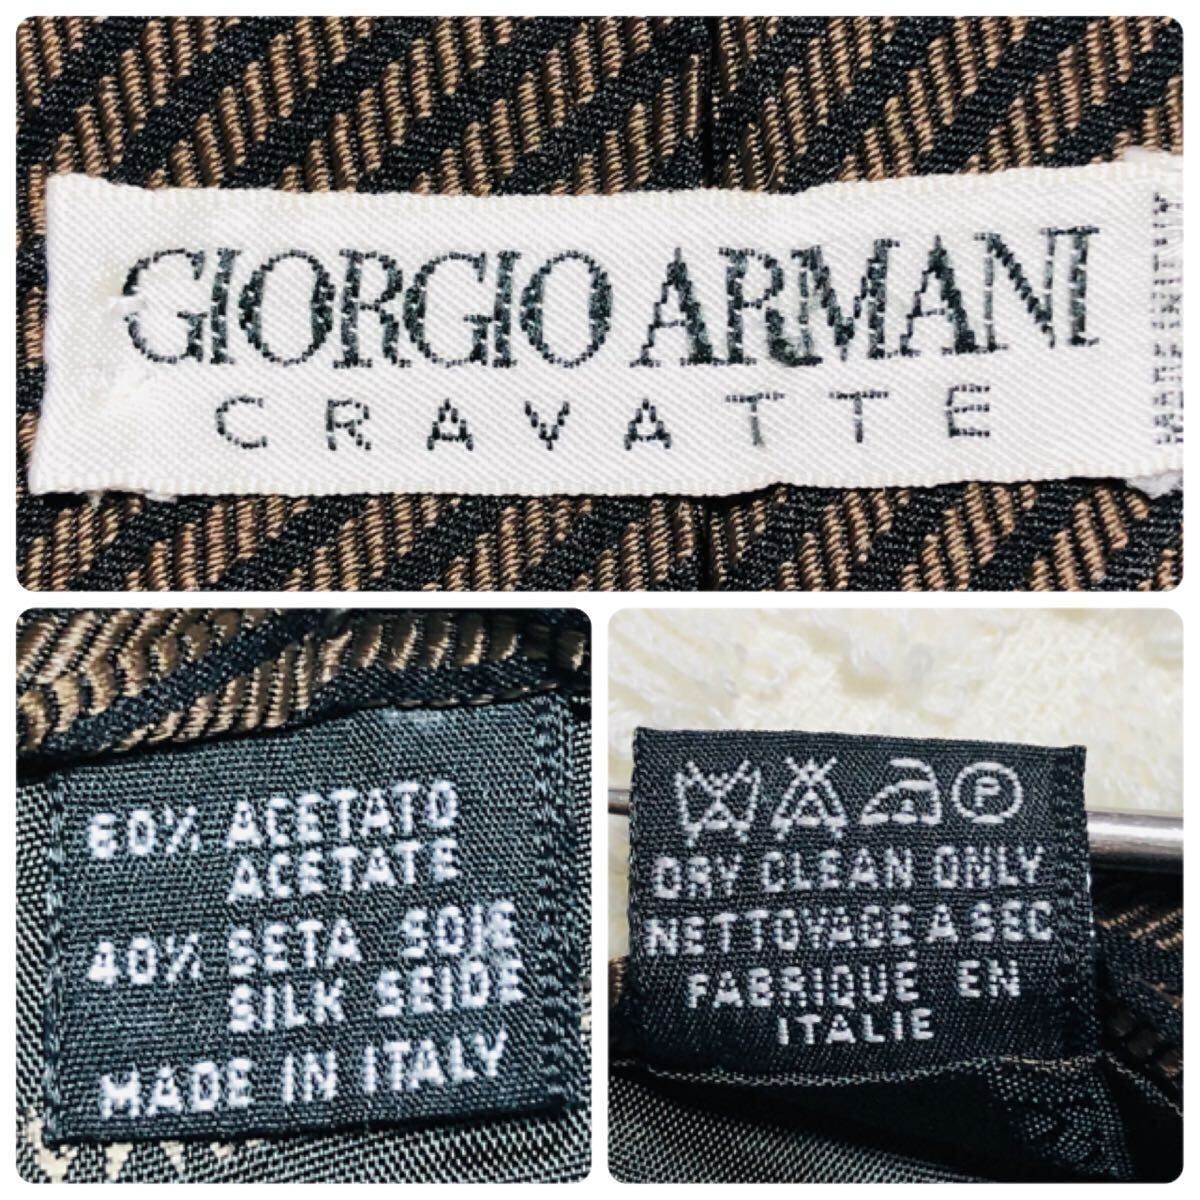 GIORGIO ARMANI
CRAVATTE
60% ACETATO
ACETATE
40% SETA SOIE
SILK SEIDE
MADE IN ITALY
P
DRY CLEAN ONLY
NETTOYAGE A SEC
FABRIQUE EN
ITALIE